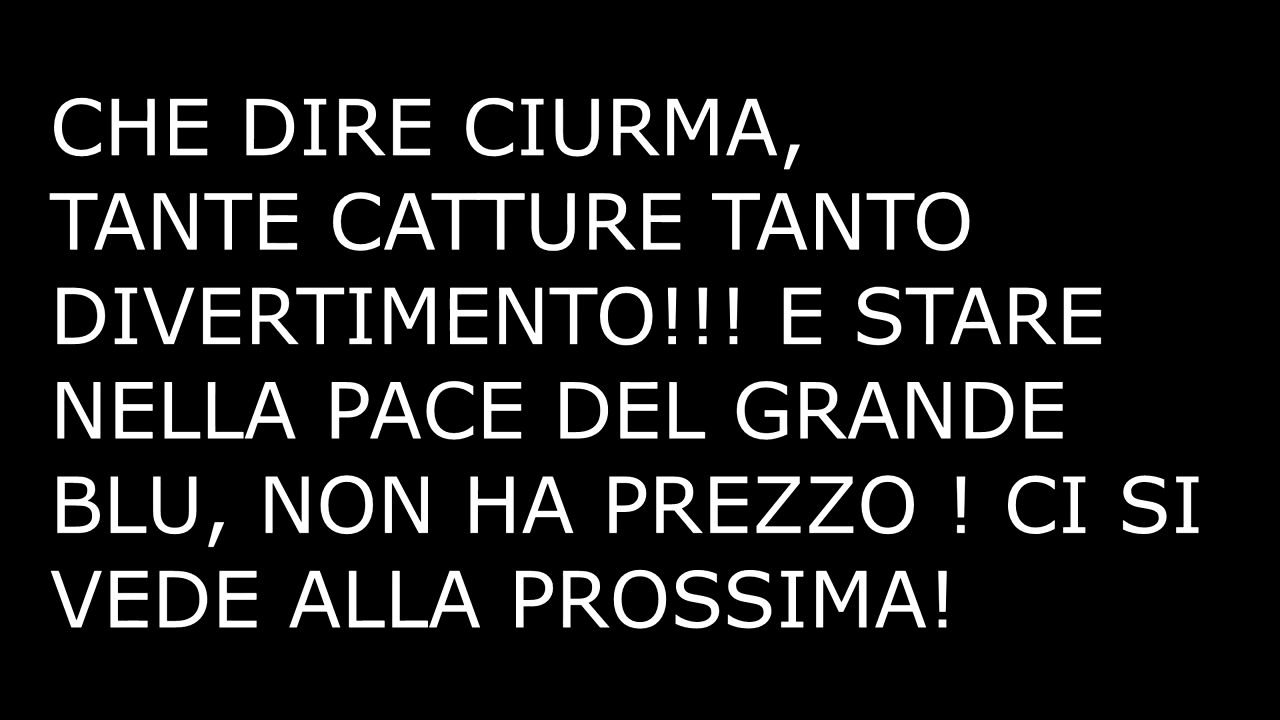 CHE DIRE CIURMA,
TANTE CATTURE TANTO
DIVERTIMENTO!!! E STARE
NELLA PACE DEL GRANDE
BLU, NON HA PREZZO ! CI SI
VEDE ALLA PROSSIMA!